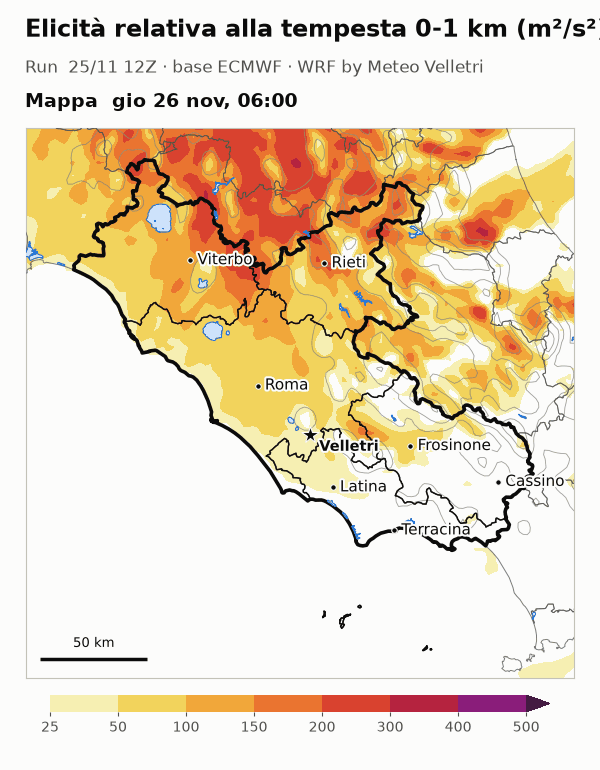 Elicità relativa alla tempesta 0-1 km (m²/s²)
Run  25/11 12Z · base ECMWF · WRF by Meteo Velletri
Mappa  gio 26 nov, 06:00
Viterbo
Rieti
Roma
Velletri
Frosinone
Latina
Cassino
Terracina
50 km
25 50 100 150 200 300 400 500